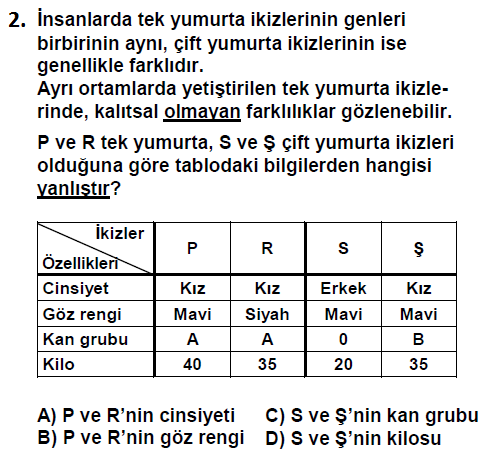 2. İnsanlarda tek yumurta ikizlerinin genleri
birbirinin aynı, çift yumurta ikizlerinin ise
genellikle farklıdır.
Ayrı ortamlarda yetiştirilen tek yumurta ikizle-
rinde, kalıtsal olmayan farklılıklar gözlenebilir.
P ve R tek yumurta, S ve Ş çift yumurta ikizleri
olduğuna göre tablodaki bilgilerden hangisi
yanlıştır?
İkizler
Özellikleri P R S Ş
Cinsiyet Kız Kız Erkek Kız
Göz rengi Mavi Siyah Mavi Mavi
Kan grubu A A 0 B
Kilo 40 35 20 35
A) P ve R'nin cinsiyeti C) S ve Ş'nin kan grubu
B) P ve R'nin göz rengi D) S ve Ş'nin kilosu